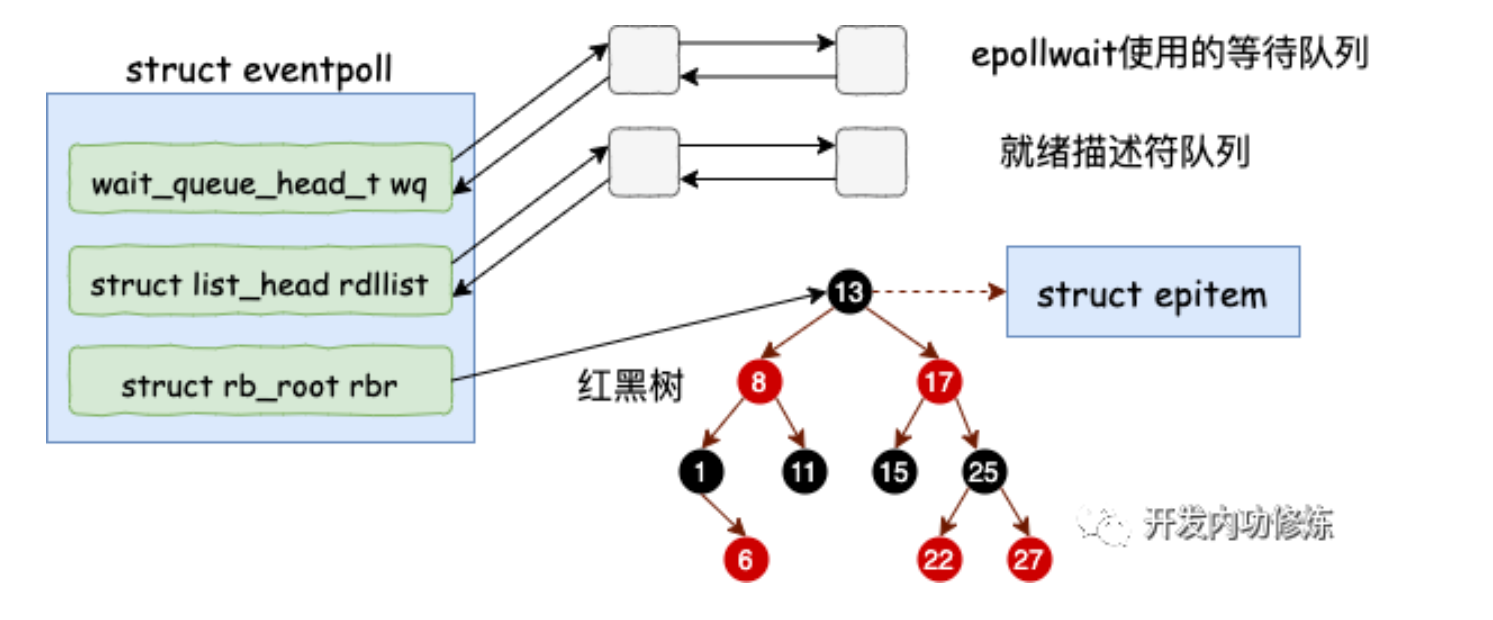 struct eventpoll
wait_queue_head_t wq
struct list_head rdllist
struct rb_root rbr
epollwait使用的等待队列
就绪描述符队列
struct epitem
红黑树
13
8
17
1
11
15
25
6
22
27
开发内功修炼